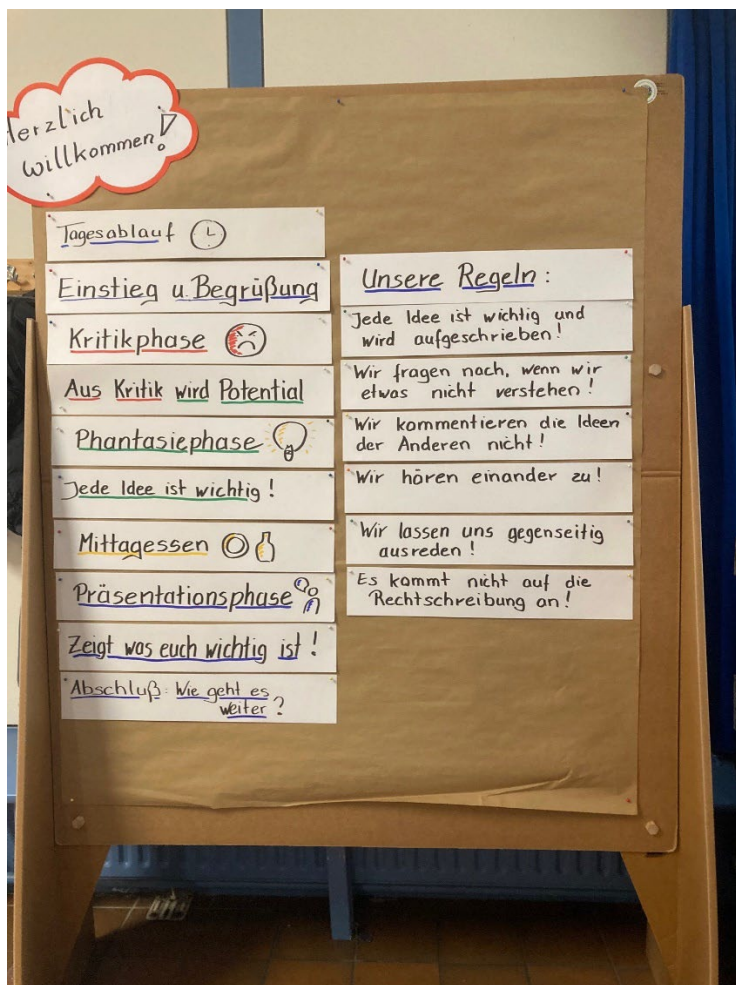 Herzlich
willkommen!
Tagesablauf
Einstieg u. Begrüßung
Kritikphase
Aus Kritik wird Potential
Phantasiephase
Jede Idee ist wichtig!
Mittagessen
Präsentationsphase
Zeigt was euch wichtig ist!
Abschluß: Wie geht es
weiter?
Unsere Regeln:
Jede Idee ist wichtig und
wird aufgeschrieben!
Wir fragen nach, wenn wir
etwas nicht verstehen!
Wir kommentieren die Ideen
der Anderen nicht!
Wir hören einander zu!
Wir lassen uns gegenseitig
ausreden!
Es kommt nicht auf die
Rechtschreibung an!